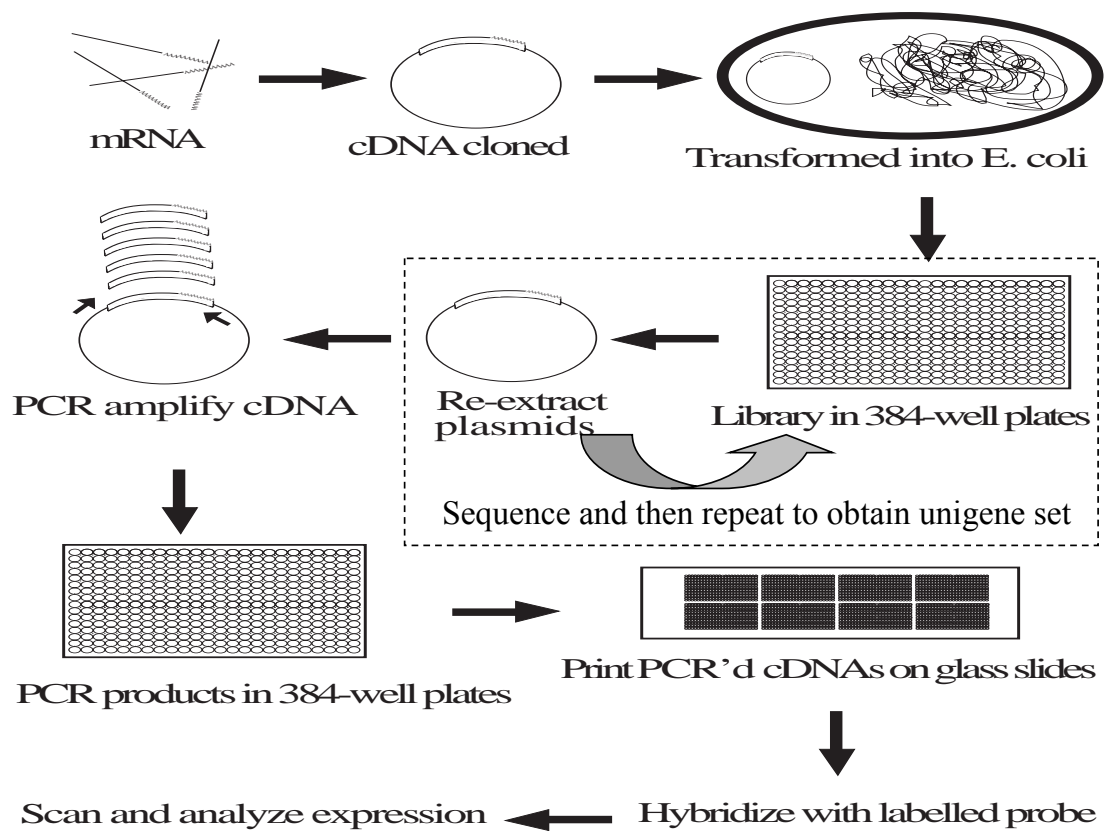 mRNA
cDNA cloned
Transformed into E. coli
PCR amplify cDNA
Re-extract
plasmids
Library in 384-well plates
Sequence and then repeat to obtain unigene set
PCR products in 384-well plates
Print PCR’d cDNAs on glass slides
Scan and analyze expression
Hybridize with labelled probe